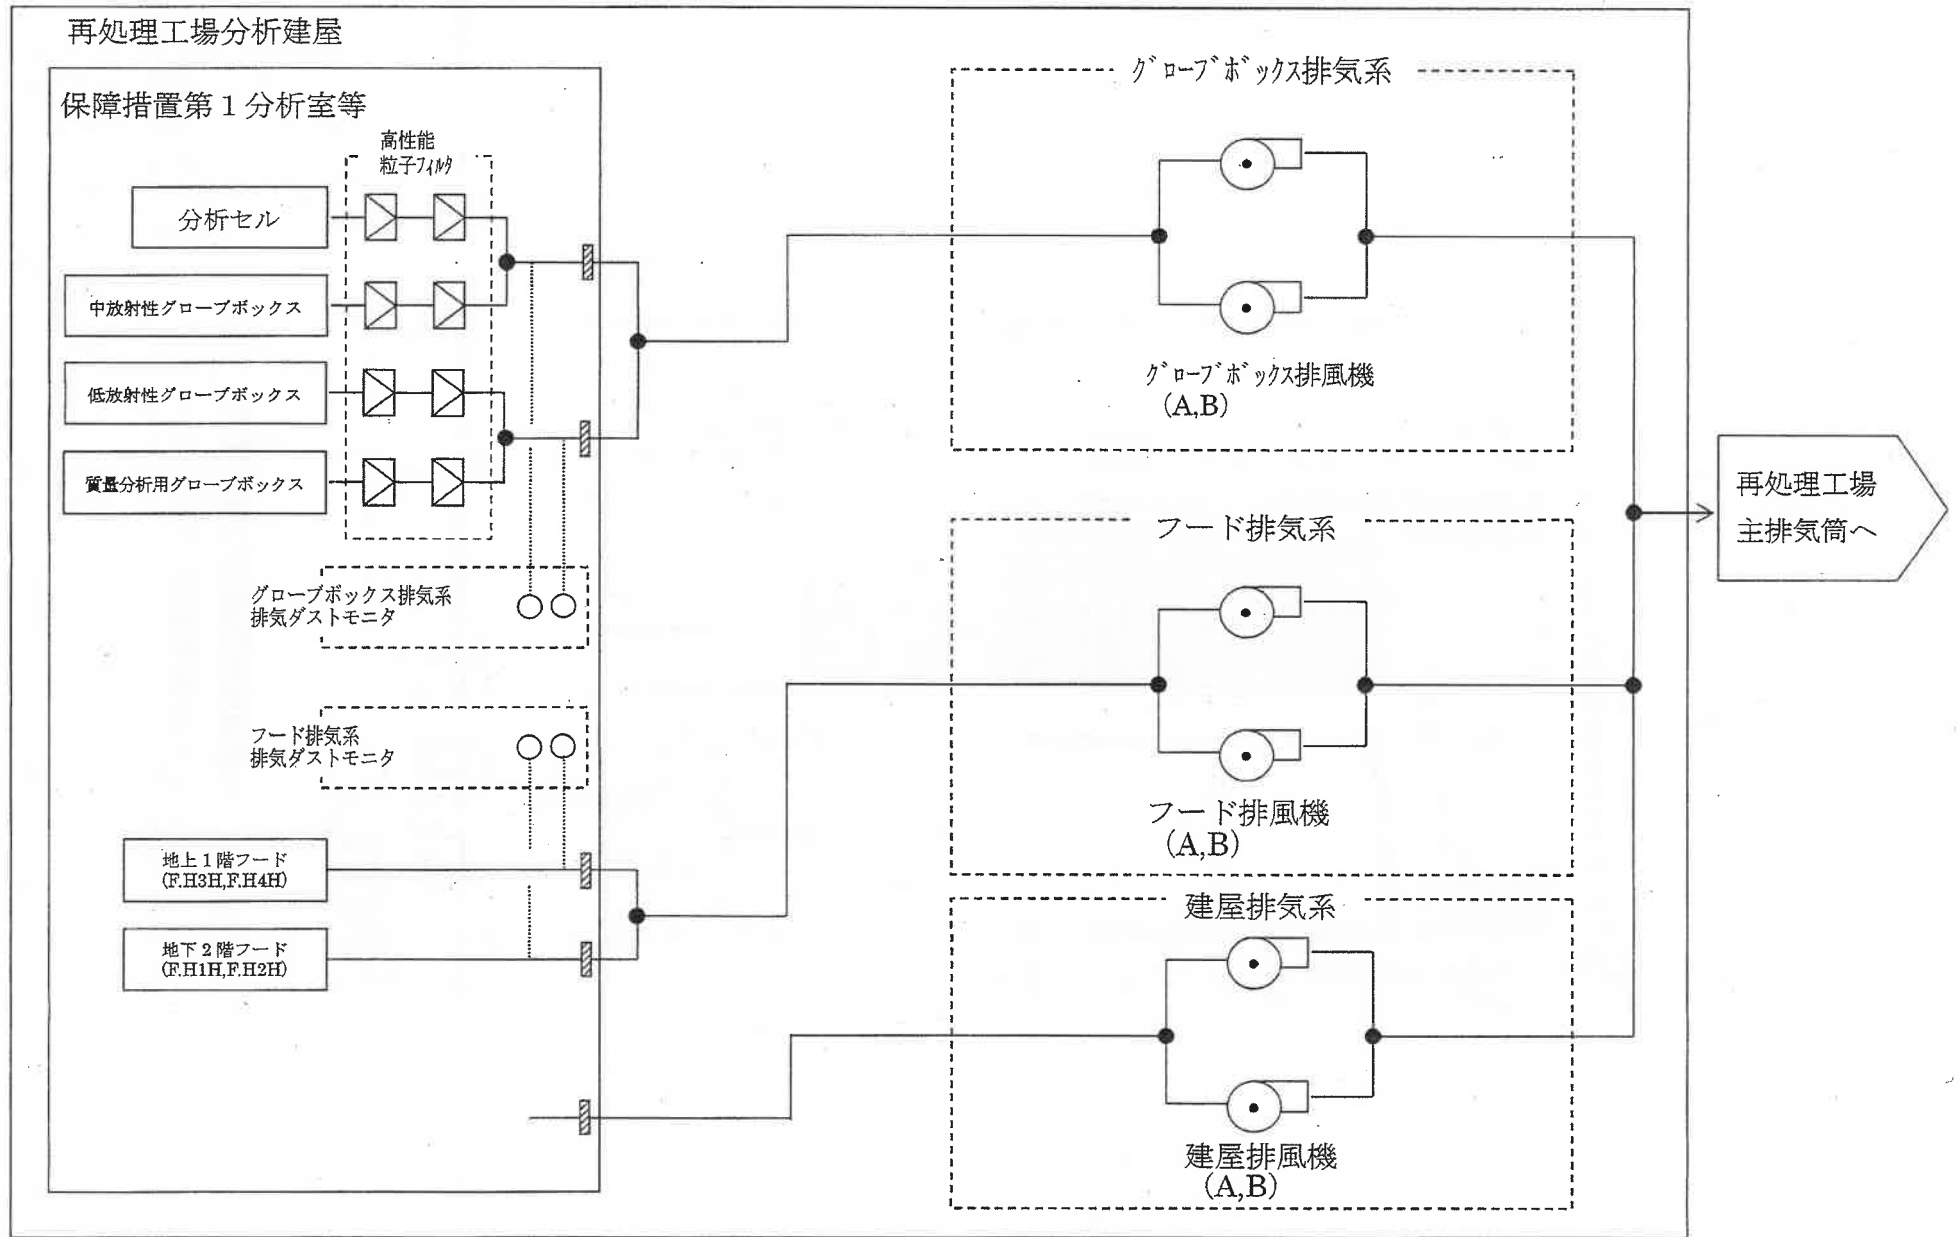 再処理工場分析建屋
保障措置第1分析室等
高性能
粒子フィルタ
分析セル
中放射性グローブボックス
低放射性グローブボックス
質量分析用グローブボックス
グローブボックス排気系
排気ダストモニタ
フード排気系
排気ダストモニタ
地上1階フード
(F.H3H,F.H4H)
地下2階フード
(F.H1H,F.H2H)
グローブボックス排気系
グローブボックス排風機
(A,B)
フード排気系
フード排風機
(A,B)
建屋排気系
建屋排風機
(A,B)
再処理工場
主排気筒へ